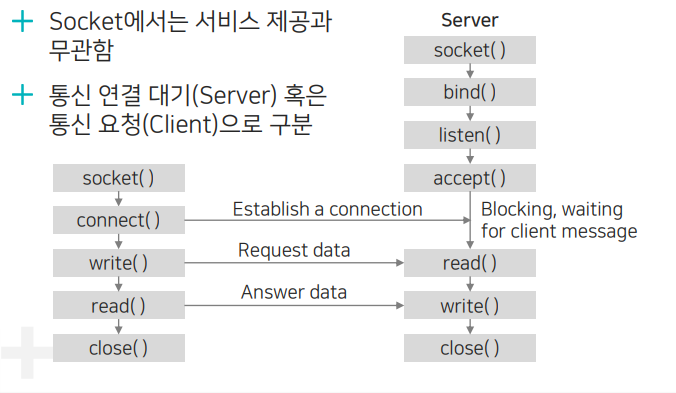 Socket에서는 서비스 제공과
무관함
통신 연결 대기(Server) 혹은
통신 요청(Client)으로 구분
Server
socket( )
bind( )
listen( )
accept( )
socket( )
connect( )
Establish a connection
Blocking, waiting
for client message
write( )
Request data
read( )
read( )
Answer data
write( )
close( )
close( )